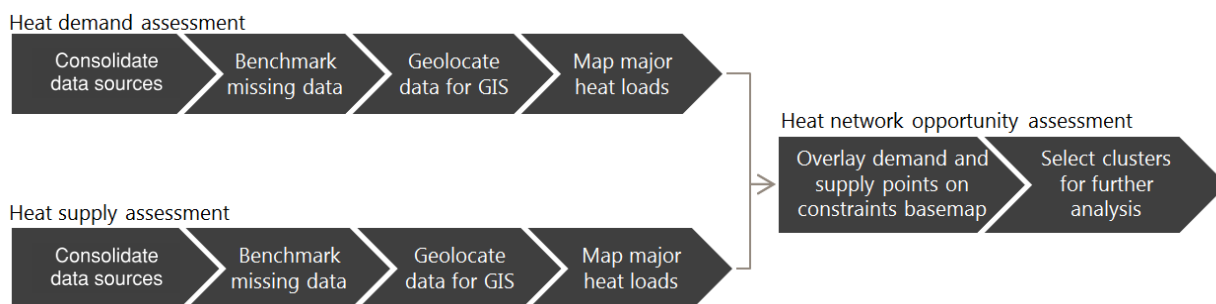 Heat demand assessment
Consolidate
data sources
Benchmark
missing data
Geolocate
data for GIS
Map major
heat loads
Heat network opportunity assessment
Overlay demand and
supply points on
constraints basemap
Select clusters
for further
analysis
Heat supply assessment
Consolidate
data sources
Benchmark
missing data
Geolocate
data for GIS
Map major
heat loads